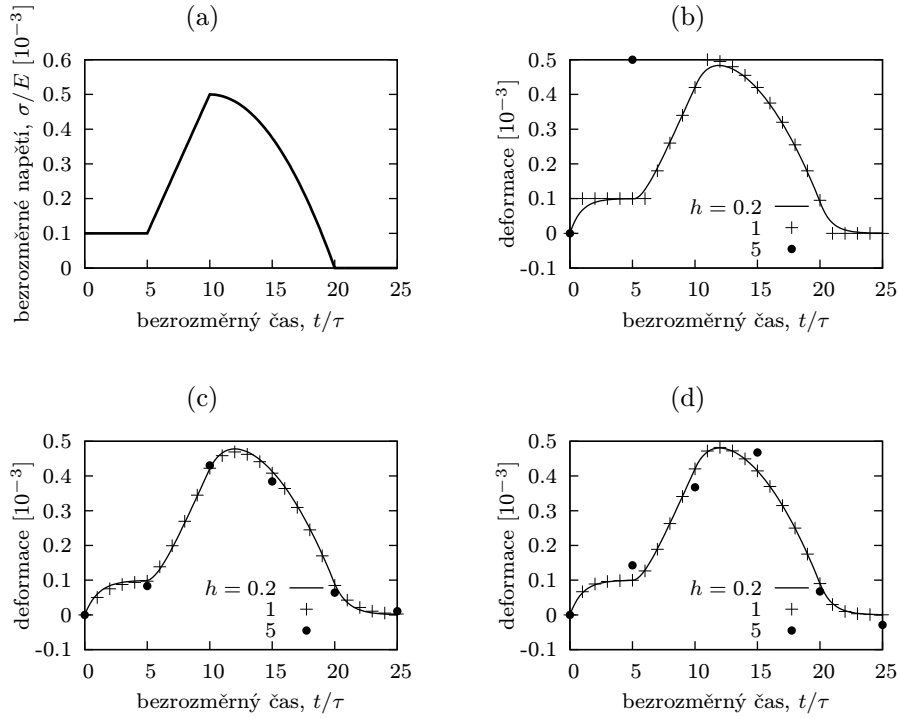 (a)
bezrozměrné napětí, σ/E [10−3]
0.6
0.5
0.4
0.3
0.2
0.1
0
0 5 10 15 20 25
bezrozměrný čas, t/τ
(b)
deformace [10−3]
0.5
0.4
0.3
0.2
0.1
0
-0.1
h = 0.2
1
5
0 5 10 15 20 25
bezrozměrný čas, t/τ
(c)
deformace [10−3]
0.5
0.4
0.3
0.2
0.1
0
-0.1
h = 0.2
1
5
0 5 10 15 20 25
bezrozměrný čas, t/τ
(d)
deformace [10−3]
0.5
0.4
0.3
0.2
0.1
0
-0.1
h = 0.2
1
5
0 5 10 15 20 25
bezrozměrný čas, t/τ